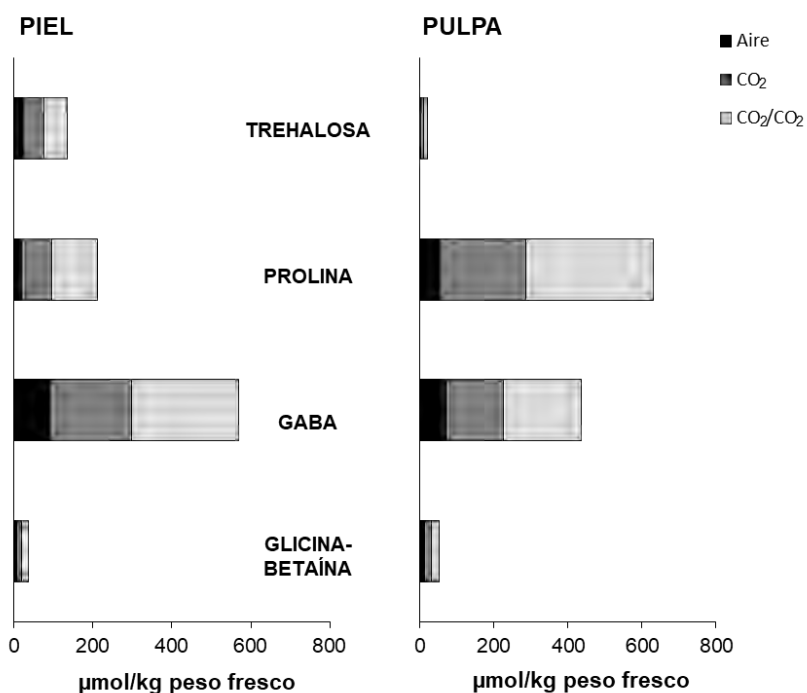 PIEL
PULPA
Aire
CO₂
CO₂/CO₂
TREHALOSA
PROLINA
GABA
GLICINA-
BETAÍNA
0 200 400 600 800
0 200 400 600 800
µmol/kg peso fresco
µmol/kg peso fresco